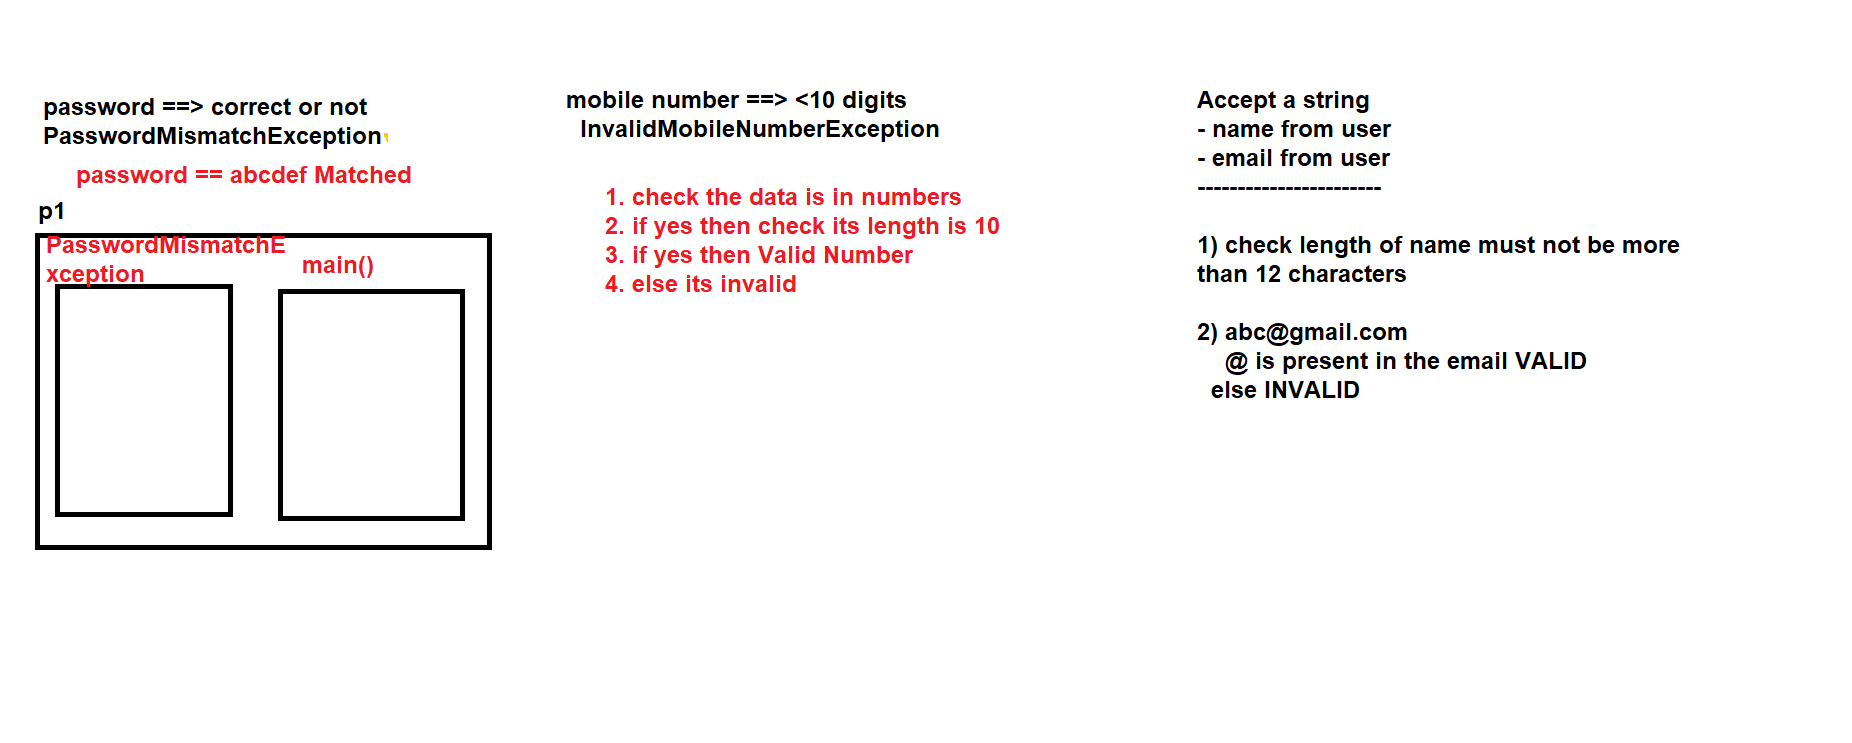 password ==> correct or not
PasswordMismatchException
password == abcdef Matched
p1
PasswordMismatchE
xception
main()
mobile number ==> <10 digits
InvalidMobileNumberException
1. check the data is in numbers
2. if yes then check its length is 10
3. if yes then Valid Number
4. else its invalid
Accept a string
- name from user
- email from user
-----------------------
1) check length of name must not be more
than 12 characters
2) abc@gmail.com
@ is present in the email VALID
else INVALID